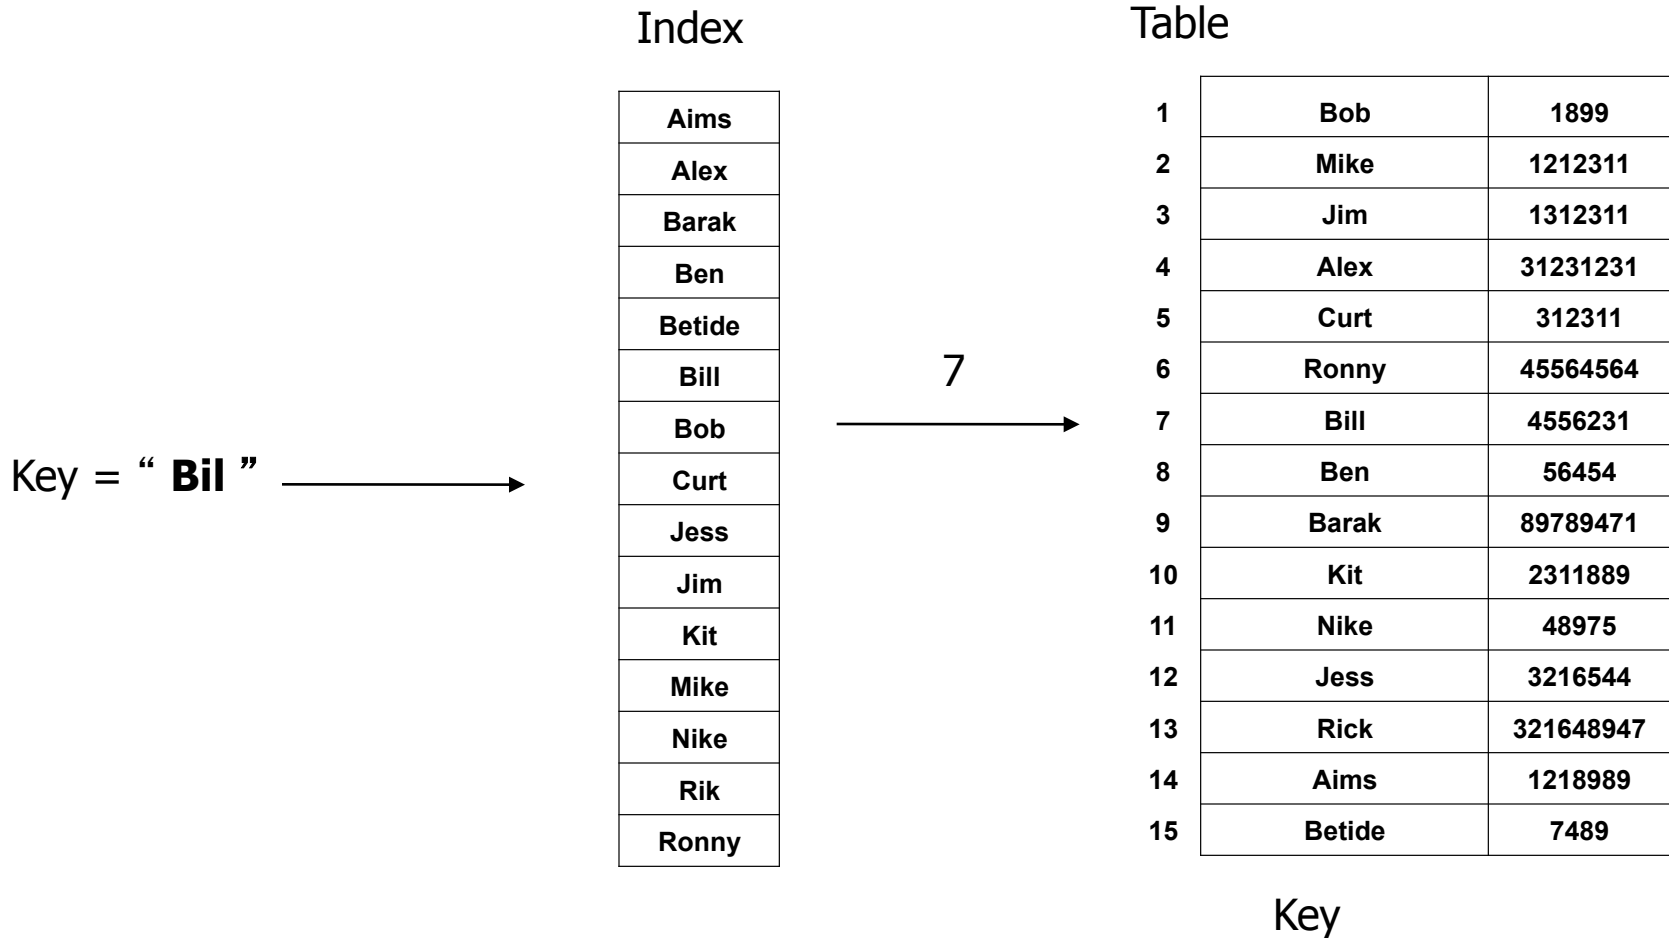 Index
Table
Aims
Alex
Barak
Ben
Betide
Bill
Bob
Curt
Jess
Jim
Kit
Mike
Nike
Rik
Ronny
Key = “ Bil ”
7
1 Bob 1899
2 Mike 1212311
3 Jim 1312311
4 Alex 31231231
5 Curt 312311
6 Ronny 45564564
7 Bill 4556231
8 Ben 56454
9 Barak 89789471
10 Kit 2311889
11 Nike 48975
12 Jess 3216544
13 Rick 321648947
14 Aims 1218989
15 Betide 7489
Key